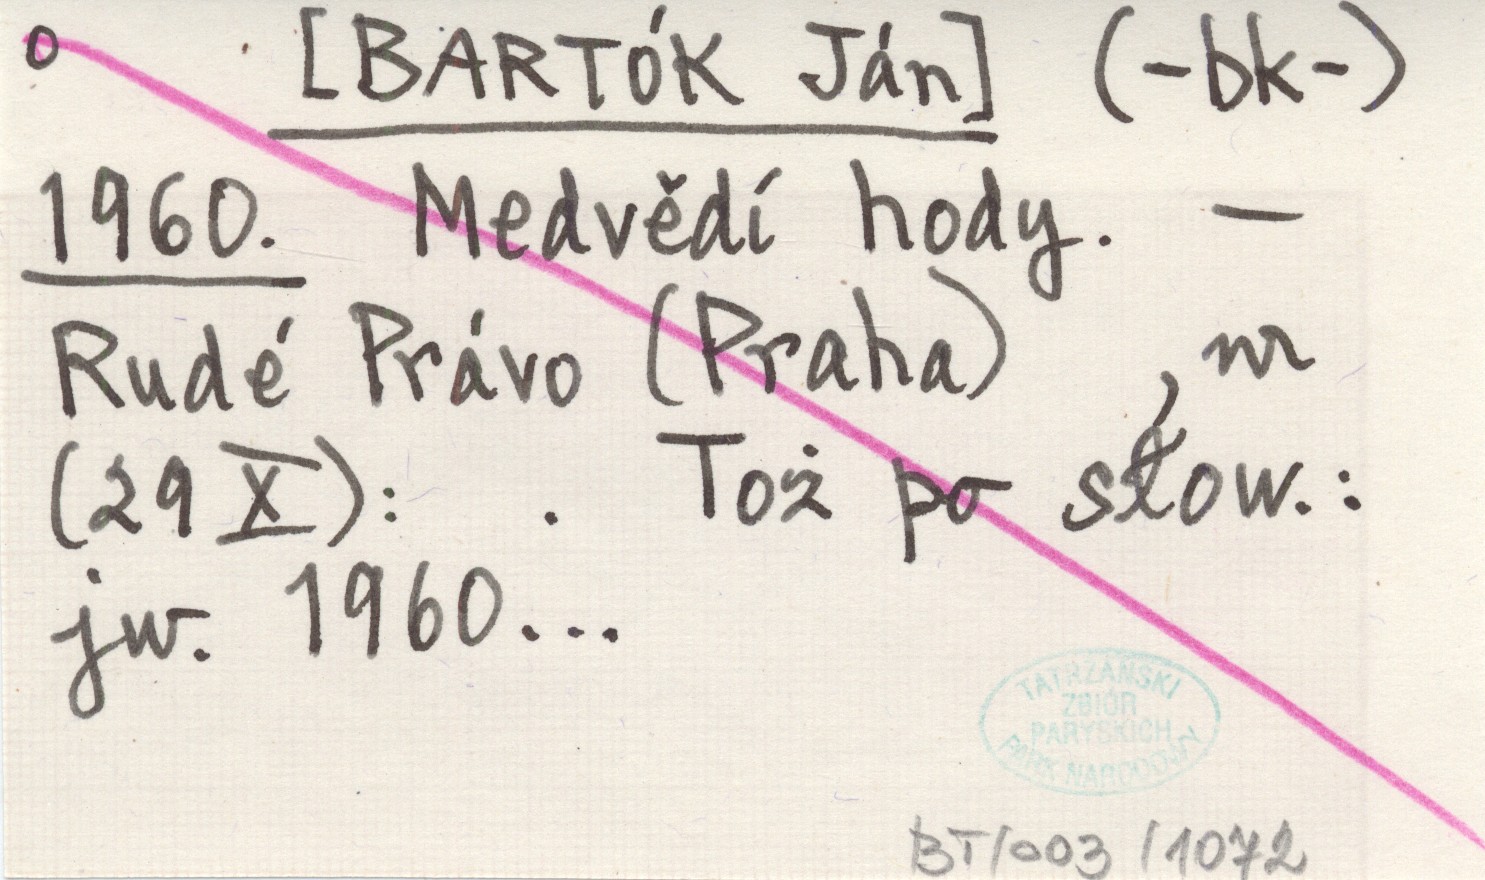 o [BARTÓK Ján] (-bk-)
1960. Medvědí hody. —
Rudé Právo (Praha) , nr
(29 X): . Toż po słow.:
jw. 1960...
TATRZAŃSKI
ZBIÓR
PARYSKICH
PARK NARODOWY
BT/003/1072